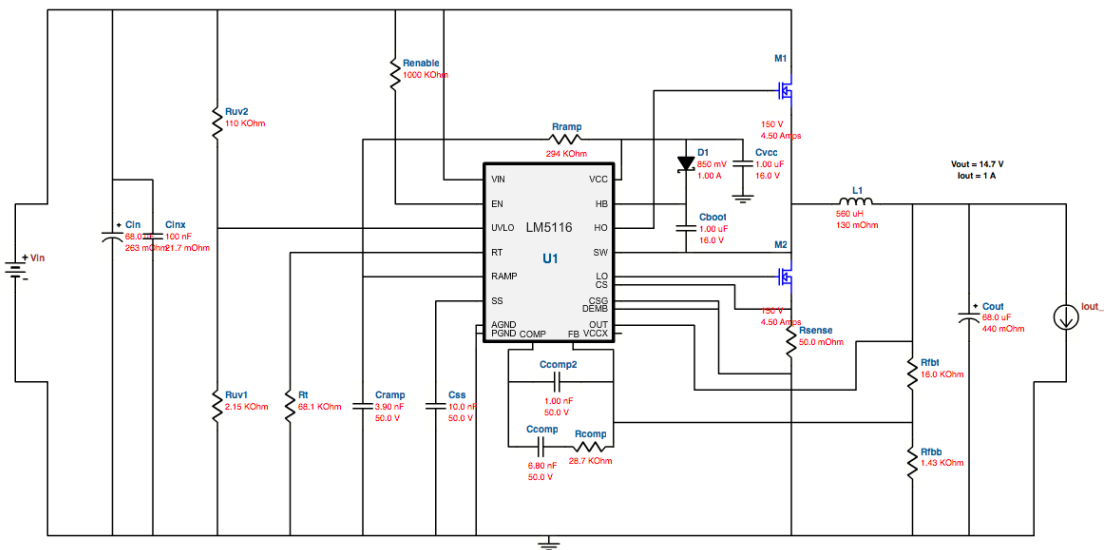 M1
Renable
1000 KOhm
150 V
4.50 Amps
Ruv2
110 KOhm
Rramp
294 KOhm
D1
850 mV
1.00 A
Cvcc
1.00 uF
16.0 V
Vout = 14.7 V
Iout = 1 A
VIN
VCC
EN
HB
LM5116
UVLO
HO
U1
RT
SW
RAMP
LO
CS
SS
CSG
DEMB
AGND
OUT
PGND
VCCX
COMP
FB
Cboot
1.00 uF
16.0 V
L1
560 uH
130 mOhm
M2
150 V
4.50 Amps
+
Vin
+
Cin
68.0 uF
263 mOhm
Cinx
100 nF
21.7 mOhm
Rsense
50.0 mOhm
+
Cout
68.0 uF
440 mOhm
Iout_
Rfbt
16.0 KOhm
Ruv1
2.15 KOhm
Rt
68.1 KOhm
Cramp
3.90 nF
50.0 V
Css
10.0 nF
50.0 V
Ccomp2
1.00 nF
50.0 V
Ccomp
6.80 nF
50.0 V
Rcomp
28.7 KOhm
Rfbb
1.43 KOhm